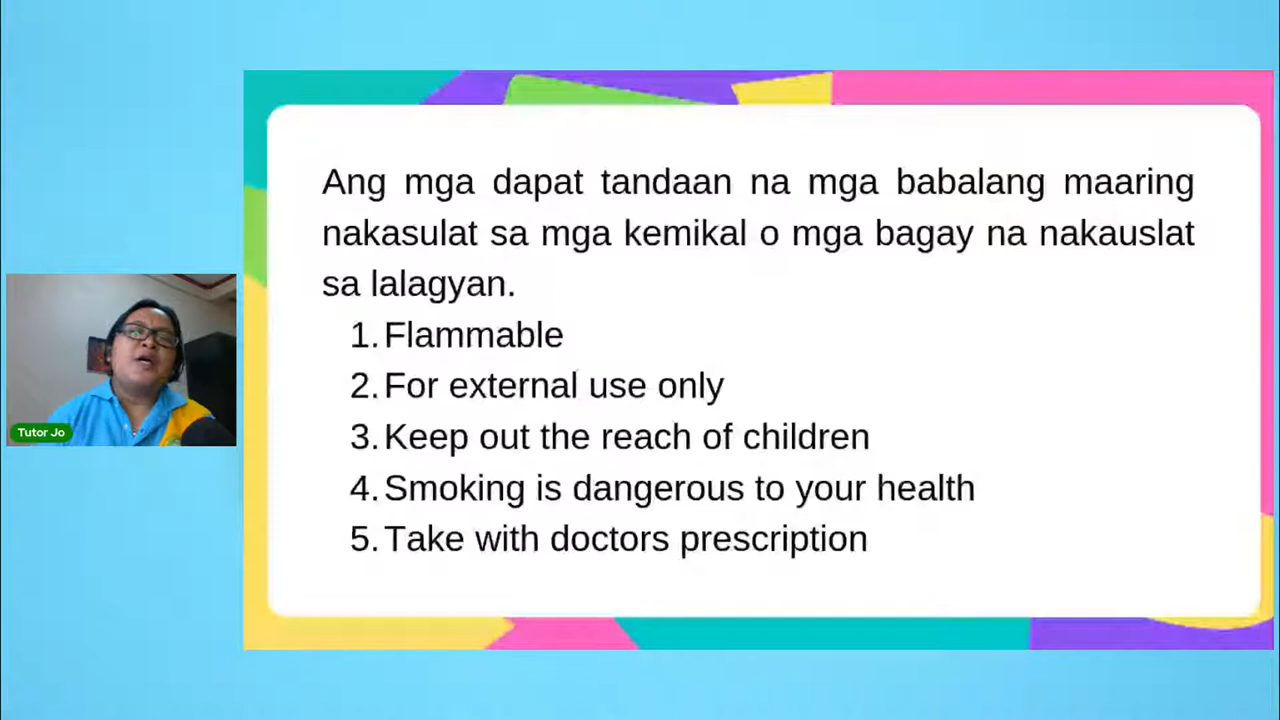 Ang mga dapat tandaan na mga babalang maaring
nakasulat sa mga kemikal o mga bagay na nakauslat
sa lalagyan.
1. Flammable
2. For external use only
3. Keep out the reach of children
4. Smoking is dangerous to your health
5. Take with doctors prescription
Tutor Jo